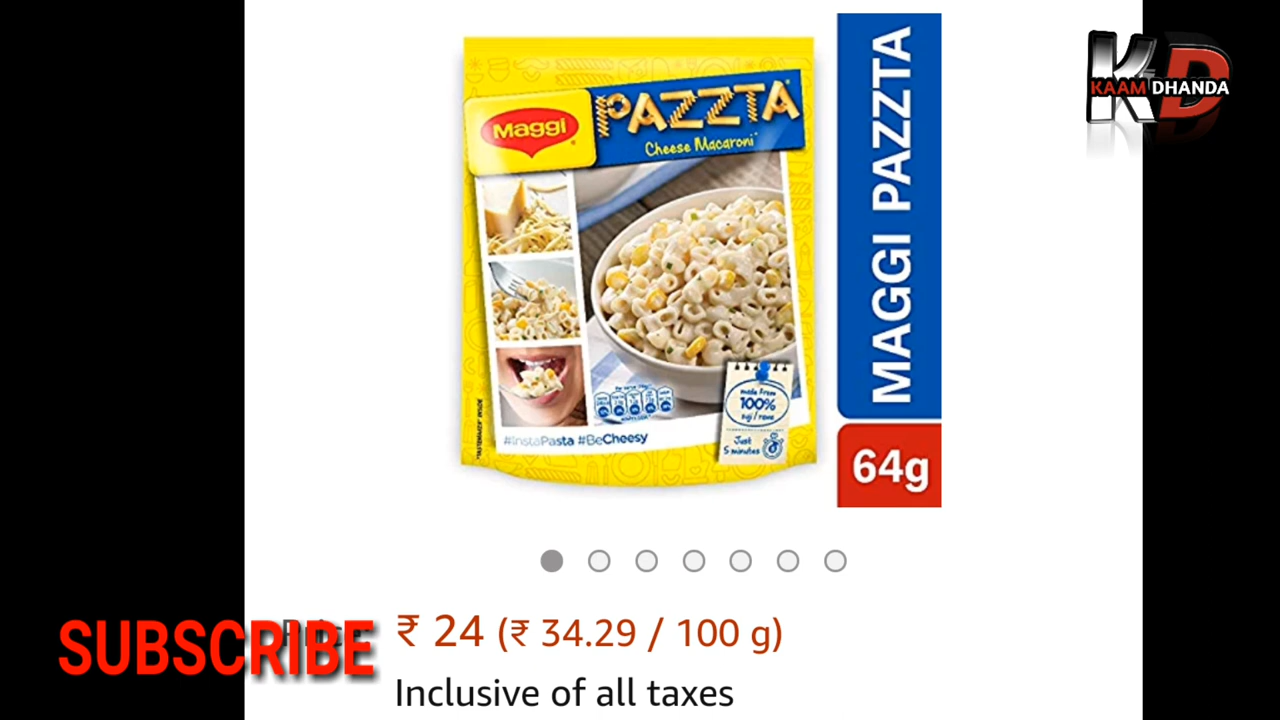 KD
KAAM DHANDA
Maggi
PAZZTA
Cheese Macaroni
made from
100%
suji / rava
Just
5 minutes
#InstaPasta #BeCheesy
MAGGI PAZZTA
64g
SUBSCRIBE
₹ 24 (₹ 34.29 / 100 g)
Inclusive of all taxes